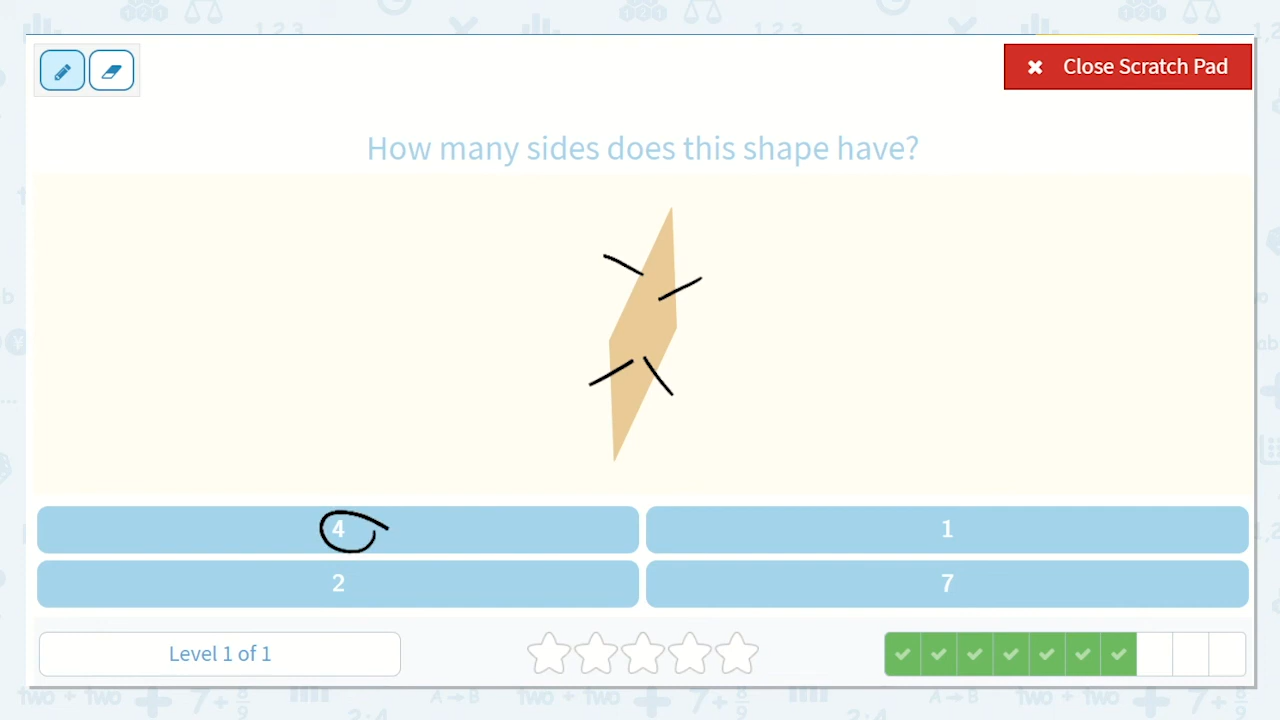 Close Scratch Pad
How many sides does this shape have?
4
1
2
7
Level 1 of 1